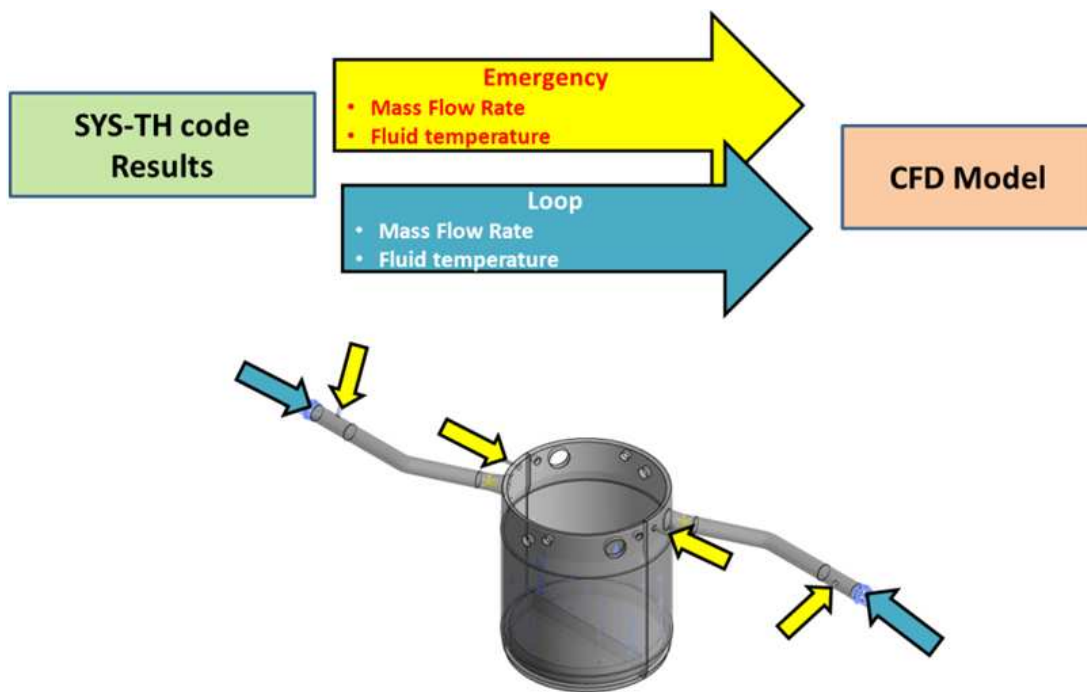 SYS-TH code
Results
Emergency
• Mass Flow Rate
• Fluid temperature
Loop
• Mass Flow Rate
• Fluid temperature
CFD Model